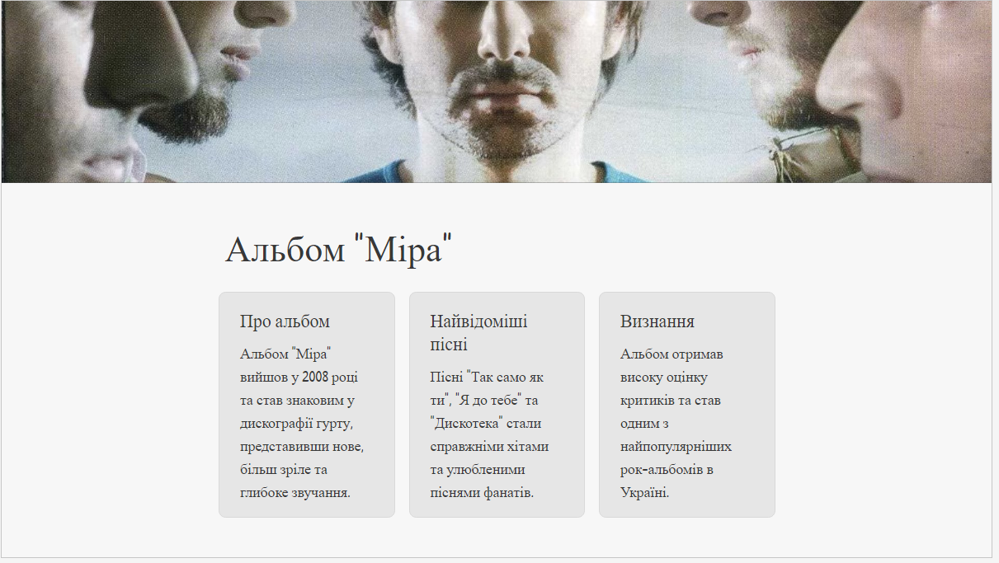 Альбом "Міра"
Про альбом
Альбом "Міра"
вийшов у 2008 році
та став знаковим у
дискографії гурту,
представивши нове,
більш зріле та
глибоке звучання.
Найвідоміші
пісні
Пісні "Так само як
ти", "Я до тебе" та
"Дискотека" стали
справжніми хітами
та улюбленими
піснями фанатів.
Визнання
Альбом отримав
високу оцінку
критиків та став
одним з
найпопулярніших
рок-альбомів в
Україні.